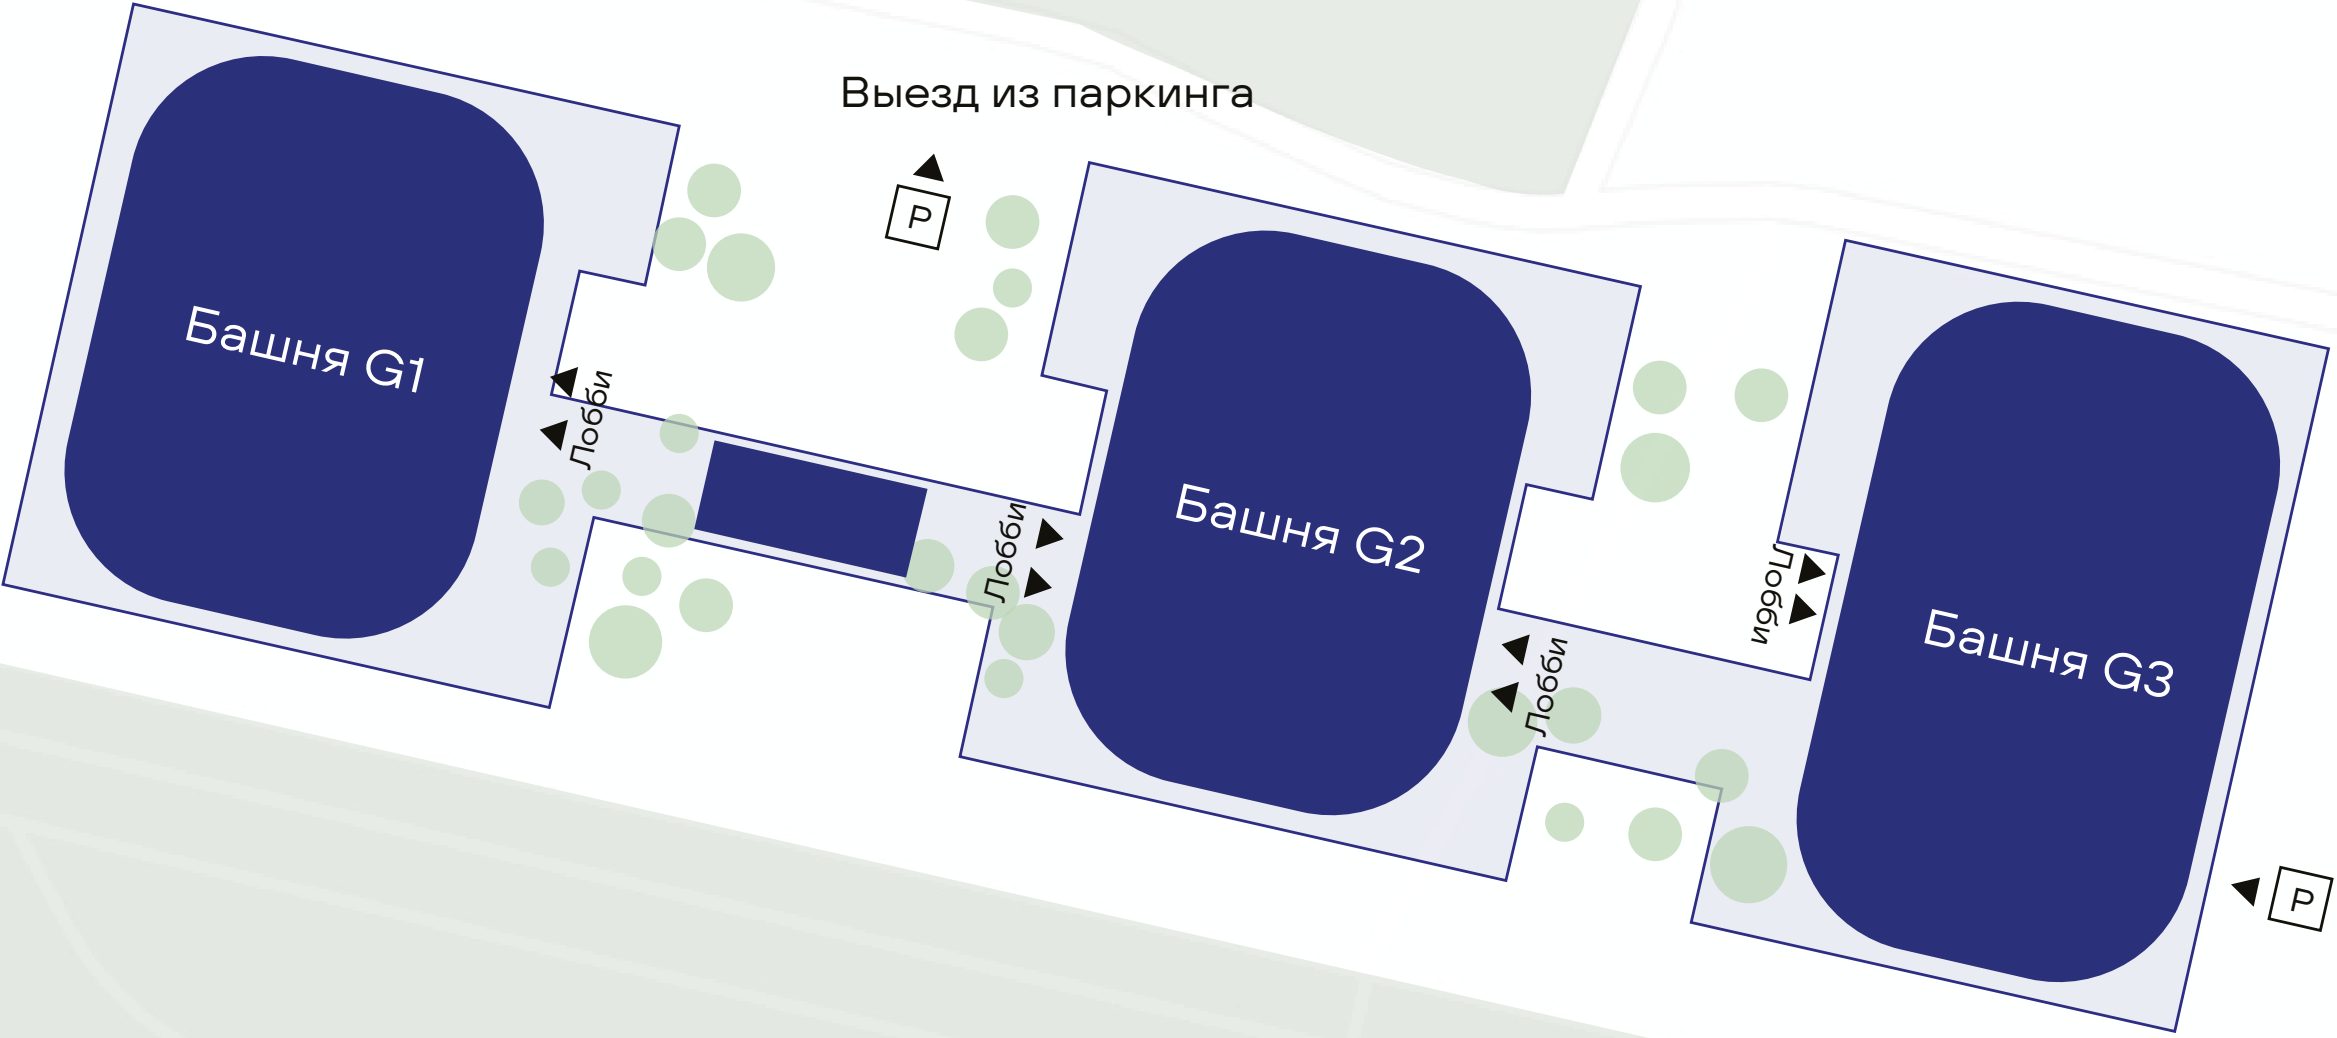 Выезд из паркинга
P
Башня G1
Лобби
Лобби
Башня G2
Лобби
Лобби
Башня G3
P